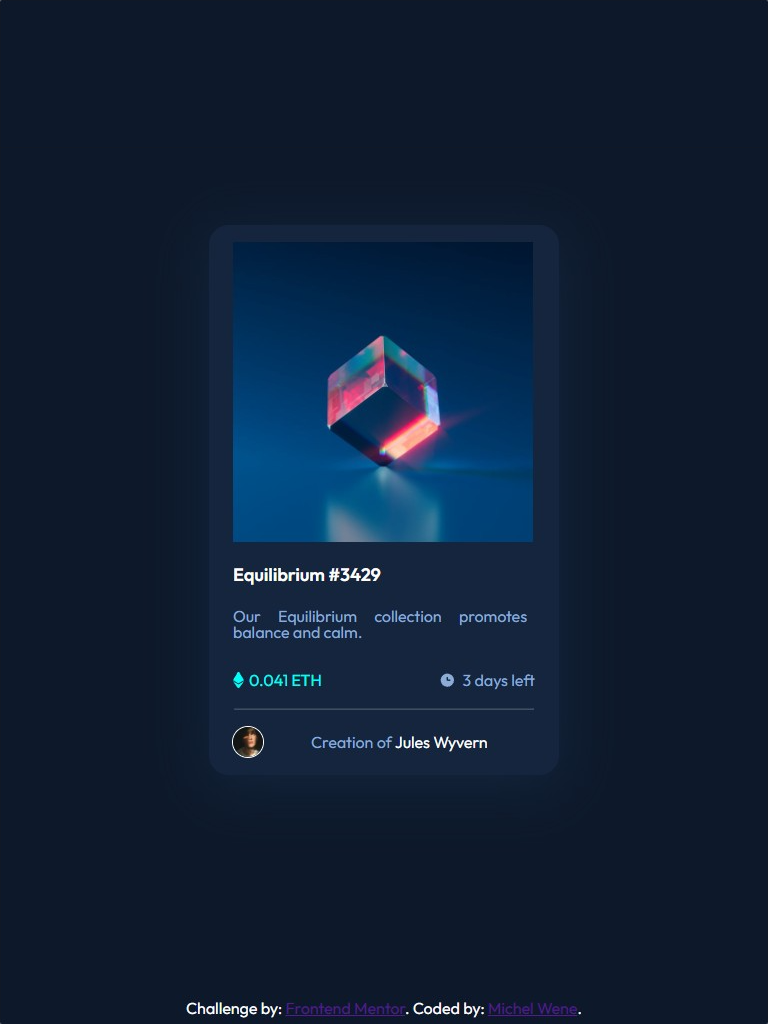 Equilibrium #3429
Our Equilibrium collection promotes
balance and calm.
0.041 ETH
3 days left
Creation of Jules Wyvern
Challenge by: Frontend Mentor. Coded by: Michel Wene.